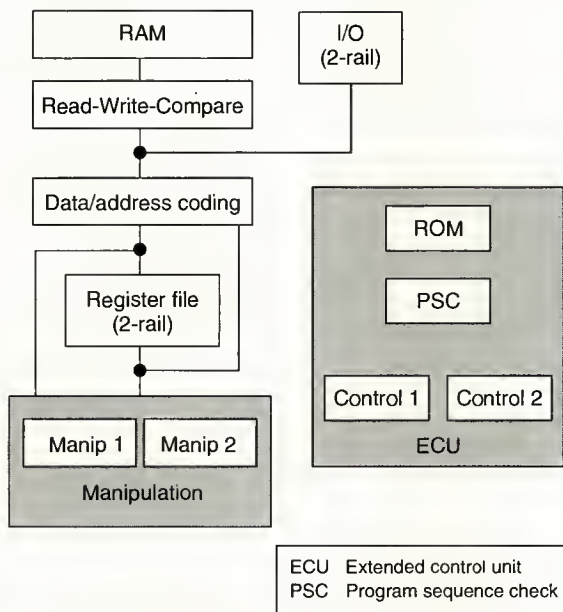 RAM
I/O
(2-rail)
Read-Write-Compare
Data/address coding
Register file
(2-rail)
Manip 1
Manip 2
Manipulation
ROM
PSC
Control 1
Control 2
ECU
ECU Extended control unit
PSC Program sequence check